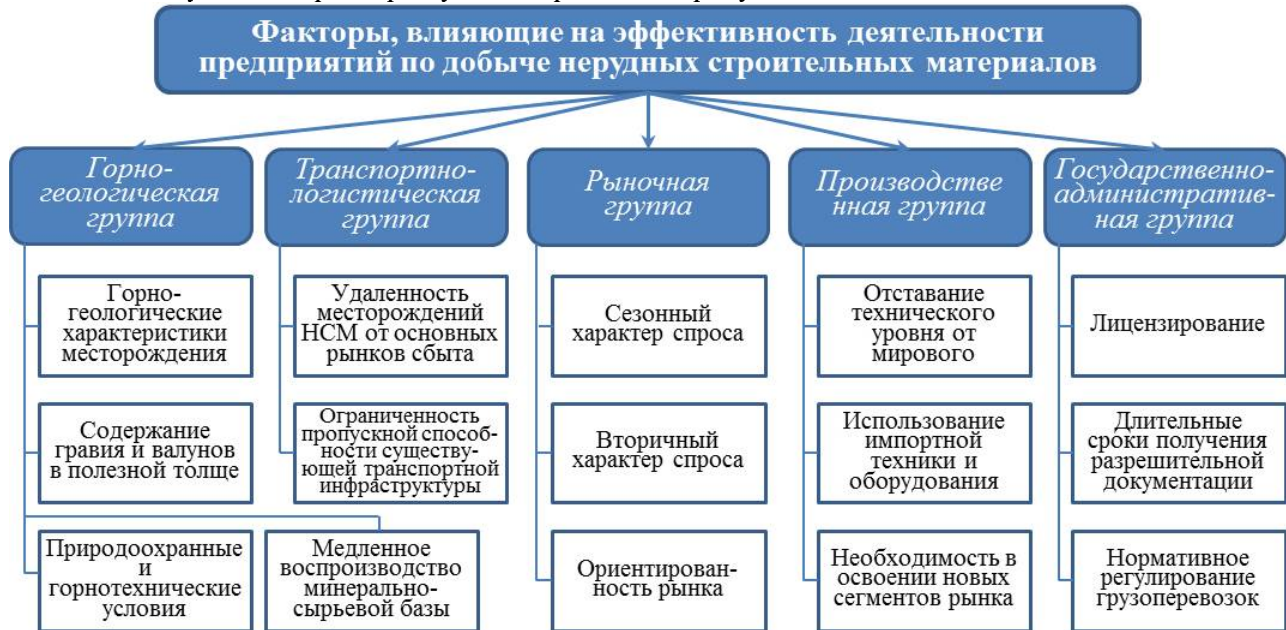 Факторы, влияющие на эффективность деятельности
предприятий по добыче нерудных строительных материалов
Горно-
геологическая
группа
Транспортно-
логистическая
группа
Рыночная
группа
Производстве
нная группа
Государственно-
административ-
ная группа
Горно-
геологические
характеристики
месторождения
Удаленность
месторождений
НСМ от основных
рынков сбыта
Сезонный
характер спроса
Отставание
технического
уровня от
мирового
Лицензирование
Содержание
гравия и валунов
в полезной толще
Ограниченность
пропускной способ-
ности существу-
ющей транспортной
инфраструктуры
Вторичный
характер спроса
Использование
импортной
техники и
оборудования
Длительные
сроки получения
разрешительной
документации
Природоохранные
и
горнотехнические
условия
Медленное
воспроизводство
минерально-
сырьевой базы
Ориентирован-
ность рынка
Необходимость в
освоении новых
сегментов рынка
Нормативное
регулирование
грузоперевозок